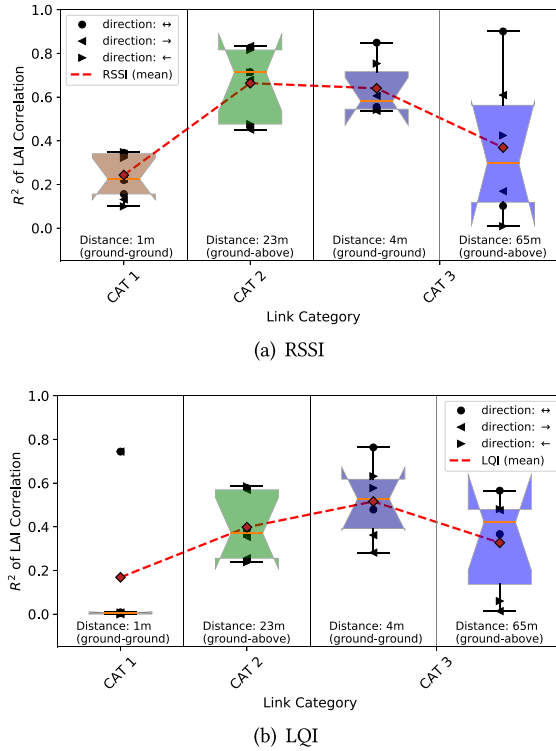 1.0
0.8
0.6
0.4
0.2
0.0
R² of LAI Correlation
direction: ↔
direction: →
direction: ←
RSSI (mean)
Distance: 1m
(ground-ground)
Distance: 23m
(ground-above)
Distance: 4m
(ground-ground)
Distance: 65m
(ground-above)
CAT 1
CAT 2
CAT 3
Link Category
(a) RSSI
1.0
0.8
0.6
0.4
0.2
0.0
R² of LAI Correlation
direction: ↔
direction: →
direction: ←
LQI (mean)
Distance: 1m
(ground-ground)
Distance: 23m
(ground-above)
Distance: 4m
(ground-ground)
Distance: 65m
(ground-above)
CAT 1
CAT 2
CAT 3
Link Category
(b) LQI